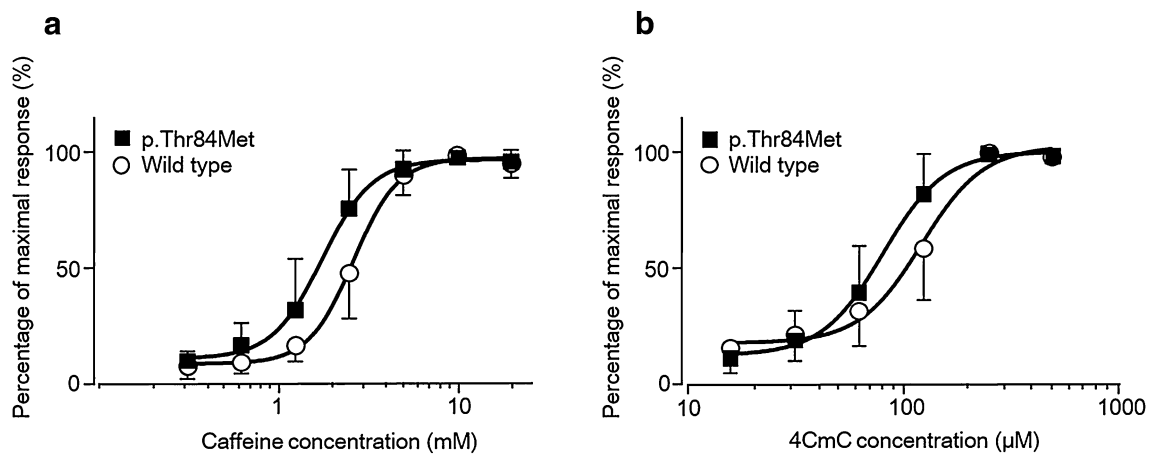 a
Percentage of maximal response (%)
p.Thr84Met
Wild type
100
50
0
1
10
Caffeine concentration (mM)
b
Percentage of maximal response (%)
p.Thr84Met
Wild type
100
50
0
10
100
1000
4CmC concentration (μM)